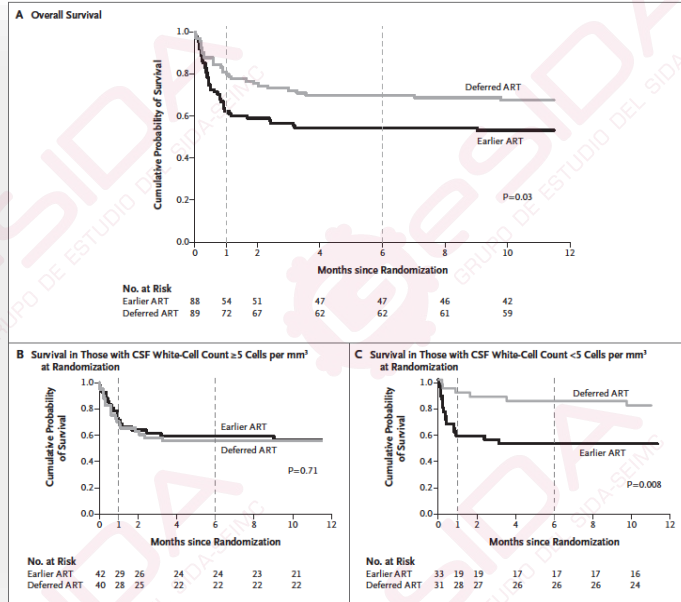 A Overall Survival
Cumulative Probability of Survival
1.0
0.8
0.6
0.4
0.2
0.0
Deferred ART
Earlier ART
P=0.03
0 1 2 4 6 8 10 12
Months since Randomization
No. at Risk
Earlier ART 88 54 51 47 47 46 42
Deferred ART 89 72 67 62 62 61 59
B Survival in Those with CSF White-Cell Count ≥5 Cells per mm³
at Randomization
Cumulative Probability
of Survival
1.0
0.8
0.6
0.4
0.2
0.0
Earlier ART
Deferred ART
P=0.71
0 1 2 4 6 8 10 12
Months since Randomization
No. at Risk
Earlier ART 42 29 26 24 24 23 21
Deferred ART 40 28 25 22 22 22 22
C Survival in Those with CSF White-Cell Count <5 Cells per mm³
at Randomization
Cumulative Probability
of Survival
1.0
0.8
0.6
0.4
0.2
0.0
Deferred ART
Earlier ART
P=0.008
0 1 2 4 6 8 10 12
Months since Randomization
No. at Risk
Earlier ART 33 19 19 17 17 17 16
Deferred ART 31 28 27 26 26 26 24
GeSIDA
GRUPO DE ESTUDIO DEL SIDA-SEIMC